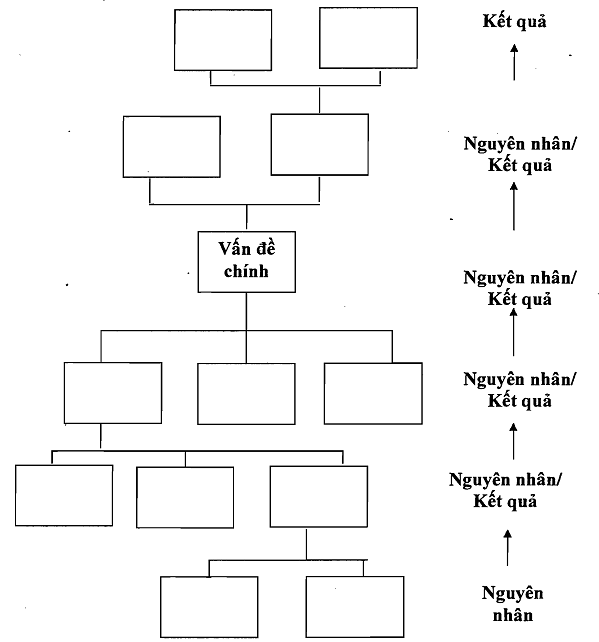 Kết quả
Nguyên nhân/
Kết quả
Vấn đề
chính
Nguyên nhân/
Kết quả
Nguyên nhân/
Kết quả
Nguyên nhân/
Kết quả
Nguyên
nhân